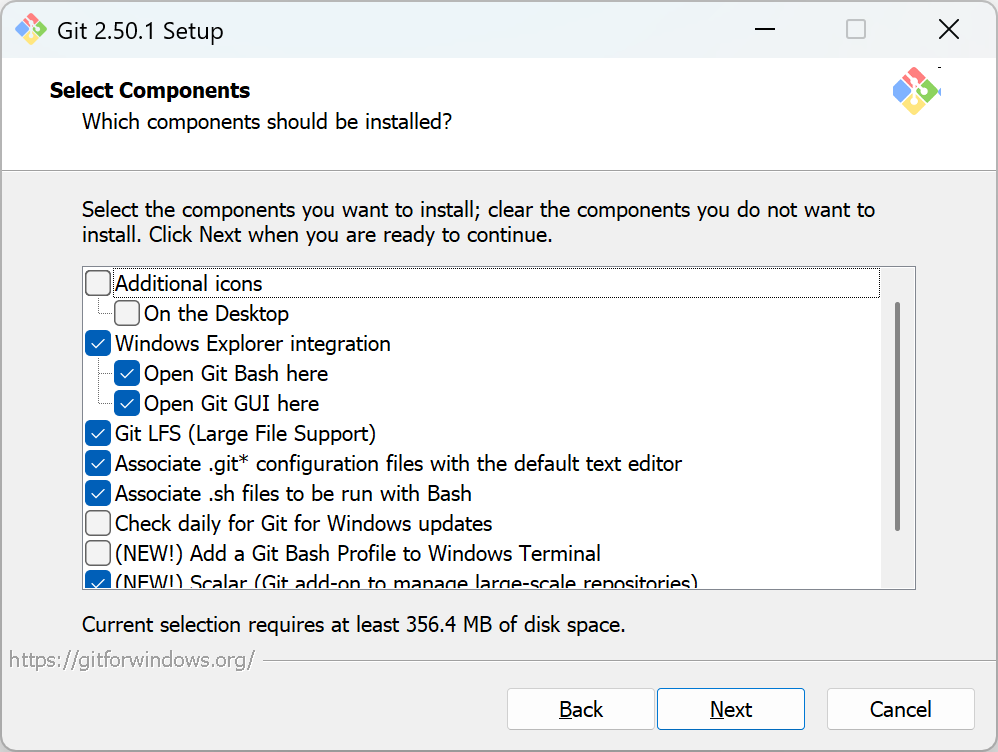 Git 2.50.1 Setup
Select Components
Which components should be installed?
Select the components you want to install; clear the components you do not want to
install. Click Next when you are ready to continue.
Additional icons
On the Desktop
Windows Explorer integration
Open Git Bash here
Open Git GUI here
Git LFS (Large File Support)
Associate .git* configuration files with the default text editor
Associate .sh files to be run with Bash
Check daily for Git for Windows updates
(NEW!) Add a Git Bash Profile to Windows Terminal
(NEW!) Scalar (Git add-on to manage large-scale repositories)
Current selection requires at least 356.4 MB of disk space.
https://gitforwindows.org/
Back Next Cancel